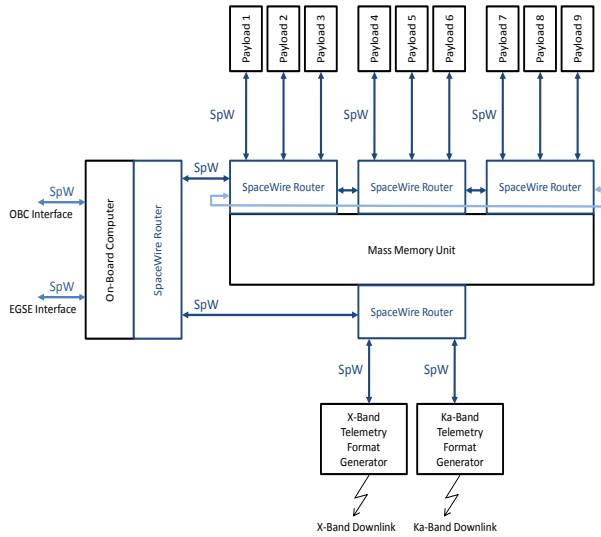 Payload 1
Payload 2
Payload 3
Payload 4
Payload 5
Payload 6
Payload 7
Payload 8
Payload 9
SpW
SpW
SpW
SpW
SpaceWire Router
SpaceWire Router
SpaceWire Router
SpW
OBC Interface
On-Board Computer
SpaceWire Router
Mass Memory Unit
SpW
EGSE Interface
SpW
SpaceWire Router
SpW
SpW
X-Band
Telemetry
Format
Generator
Ka-Band
Telemetry
Format
Generator
X-Band Downlink
Ka-Band Downlink